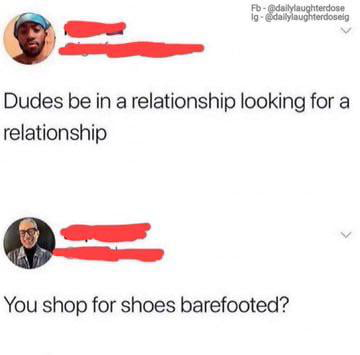 Fb - @dailylaughterdose
Ig - @dailylaughterdoseig
Dudes be in a relationship looking for a
relationship
You shop for shoes barefooted?